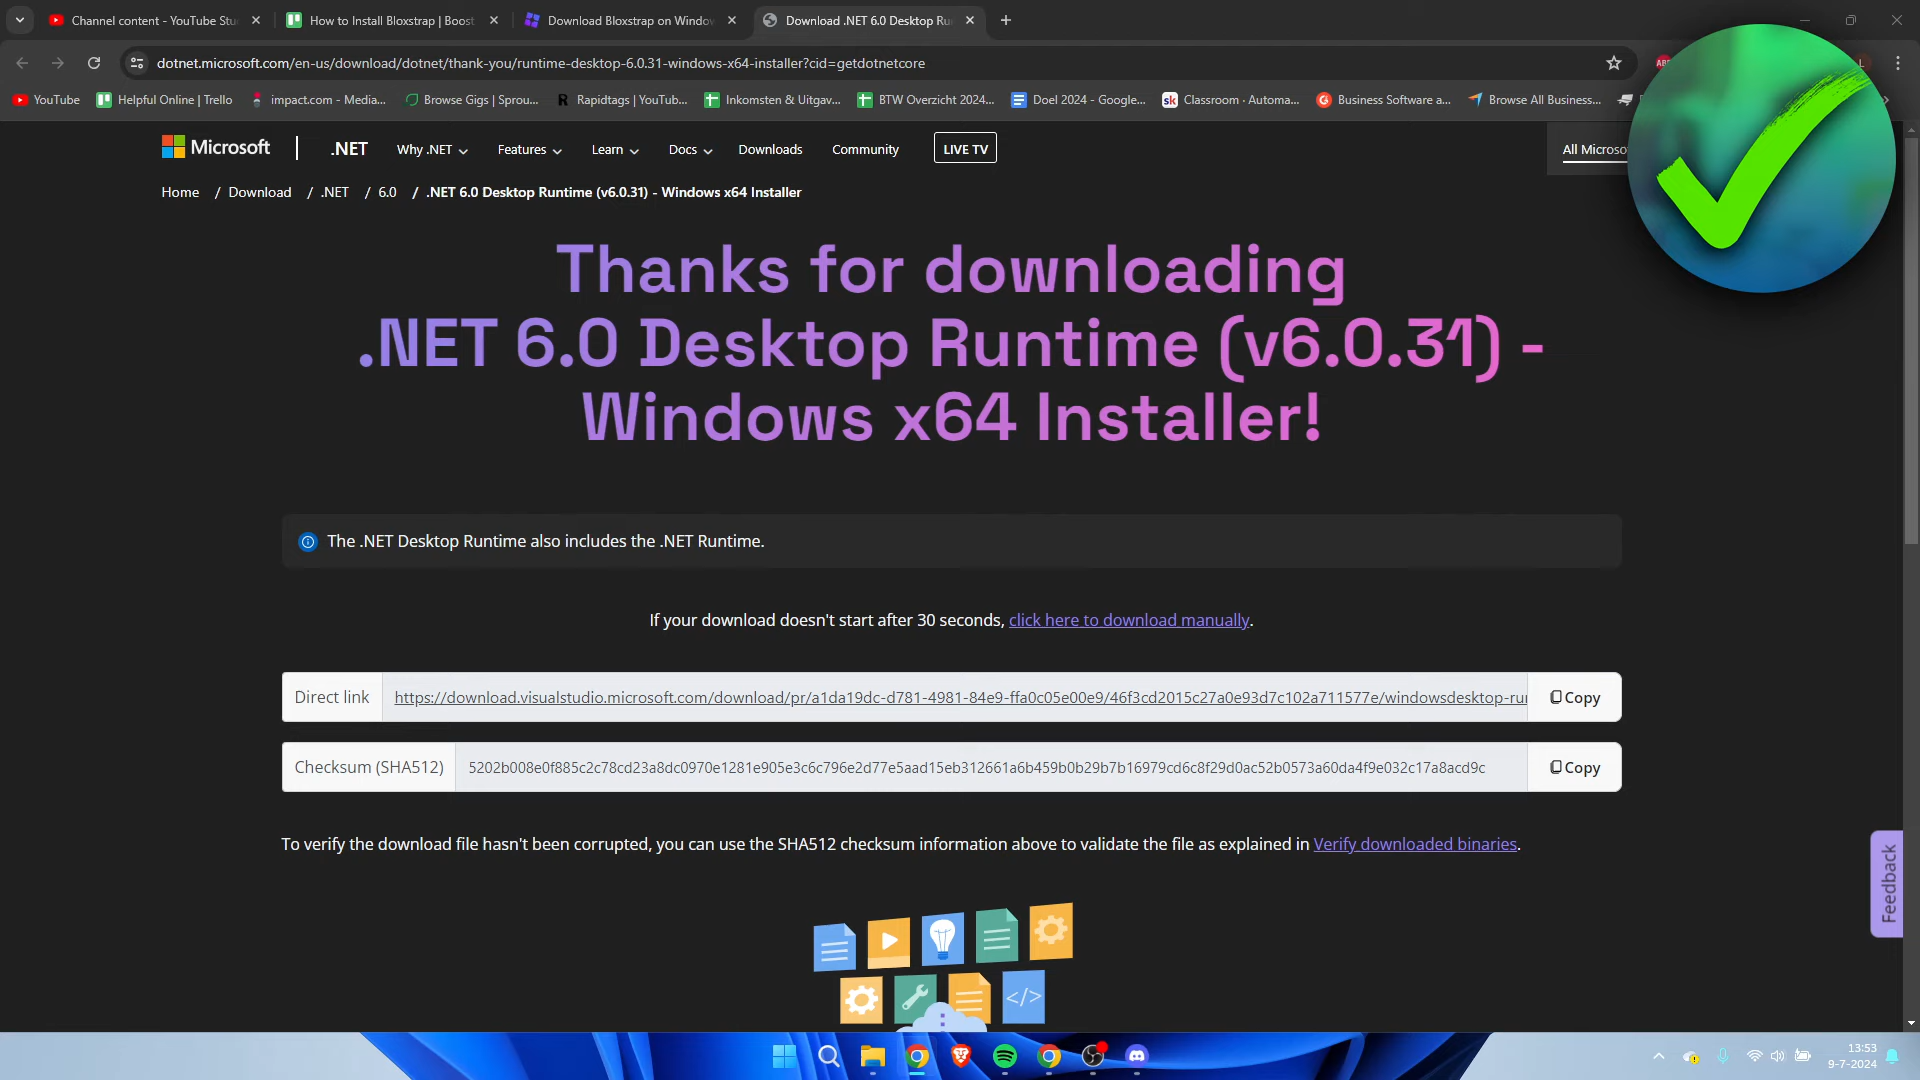 Channel content - YouTube Stu
How to Install Bloxstrap | Boost
Download Bloxstrap on Window
Download .NET 6.0 Desktop Ru
dotnet.microsoft.com/en-us/download/dotnet/thank-you/runtime-desktop-6.0.31-windows-x64-installer?cid=getdotnetcore
YouTube
Helpful Online | Trello
impact.com - Media...
Browse Gigs | Sprou...
Rapidtags | YouTub...
Inkomsten & Uitgav...
BTW Overzicht 2024...
Doel 2024 - Google...
Classroom · Automa...
Business Software a...
Browse All Business...
Microsoft
.NET
Why .NET
Features
Learn
Docs
Downloads
Community
LIVE TV
All Microso
Home / Download / .NET / 6.0 / .NET 6.0 Desktop Runtime (v6.0.31) - Windows x64 Installer
Thanks for downloading
.NET 6.0 Desktop Runtime (v6.0.31) -
Windows x64 Installer!
The .NET Desktop Runtime also includes the .NET Runtime.
If your download doesn't start after 30 seconds, click here to download manually.
Direct link
https://download.visualstudio.microsoft.com/download/pr/a1da19dc-d781-4981-84e9-ffa0c05e00e9/46f3cd2015c27a0e93d7c102a711577e/windowsdesktop-ru
Copy
Checksum (SHA512)
5202b008e0f885c2c78cd23a8dc0970e1281e905e3c6c796e2d77e5aad15eb312661a6b459b0b29b7b16979cd6c8f29d0ac52b0573a60da4f9e032c17a8acd9c
Copy
To verify the download file hasn't been corrupted, you can use the SHA512 checksum information above to validate the file as explained in Verify downloaded binaries.
Feedback
13:53
9-7-2024